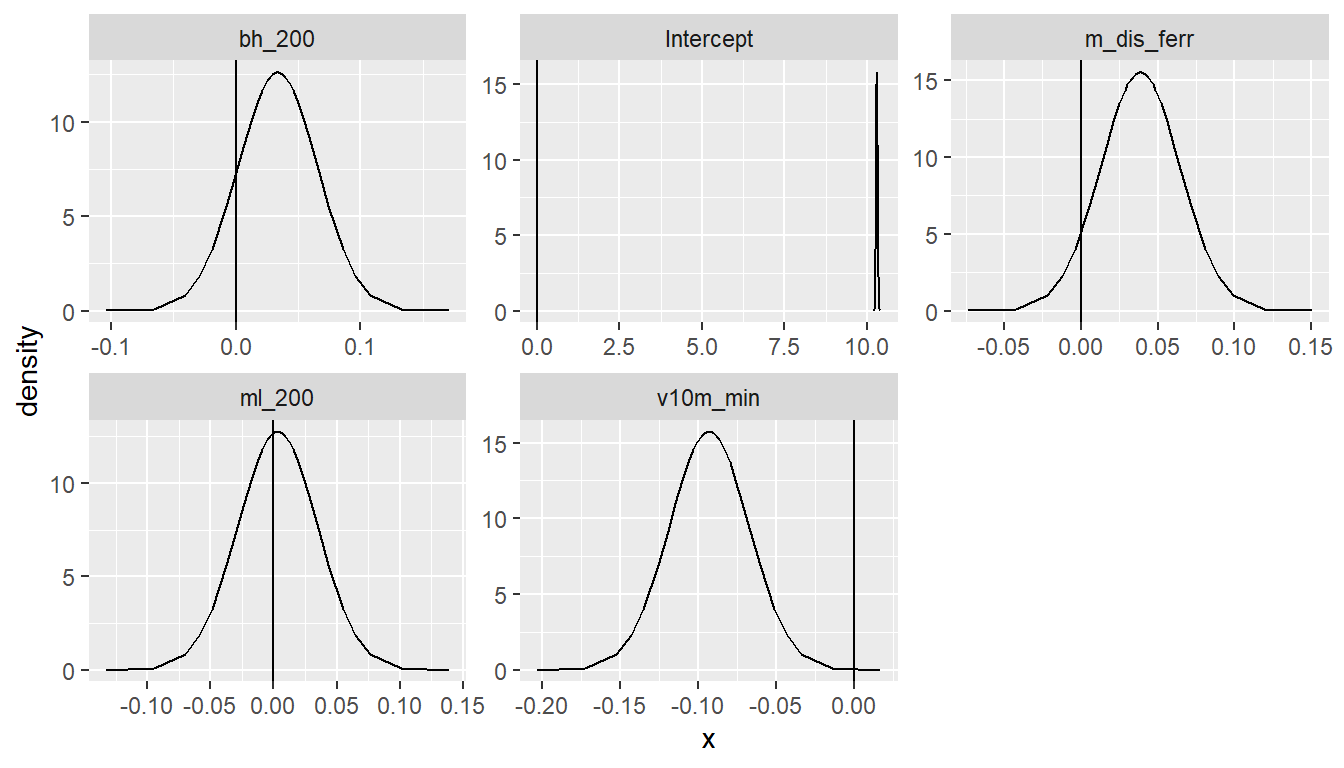 bh_200 Intercept m_dis_ferr
10 5 0
15 10 5 0
15 10 5 0
-0.1 0.0 0.1
0.0 2.5 5.0 7.5 10.0
-0.05 0.00 0.05 0.10 0.15
density
ml_200 v10m_min
10 5 0
15 10 5 0
-0.10 -0.05 0.00 0.05 0.10 0.15
-0.20 -0.15 -0.10 -0.05 0.00
x